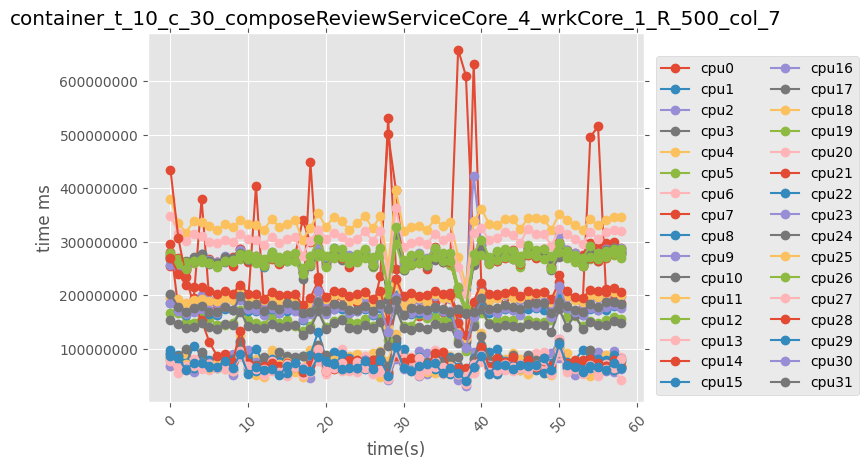 container_t_10_c_30_composeReviewServiceCore_4_wrkCore_1_R_500_col_7
600000000
500000000
400000000
300000000
200000000
100000000
time ms
0
10
20
30
40
50
60
time(s)
cpu0
cpu1
cpu2
cpu3
cpu4
cpu5
cpu6
cpu7
cpu8
cpu9
cpu10
cpu11
cpu12
cpu13
cpu14
cpu15
cpu16
cpu17
cpu18
cpu19
cpu20
cpu21
cpu22
cpu23
cpu24
cpu25
cpu26
cpu27
cpu28
cpu29
cpu30
cpu31